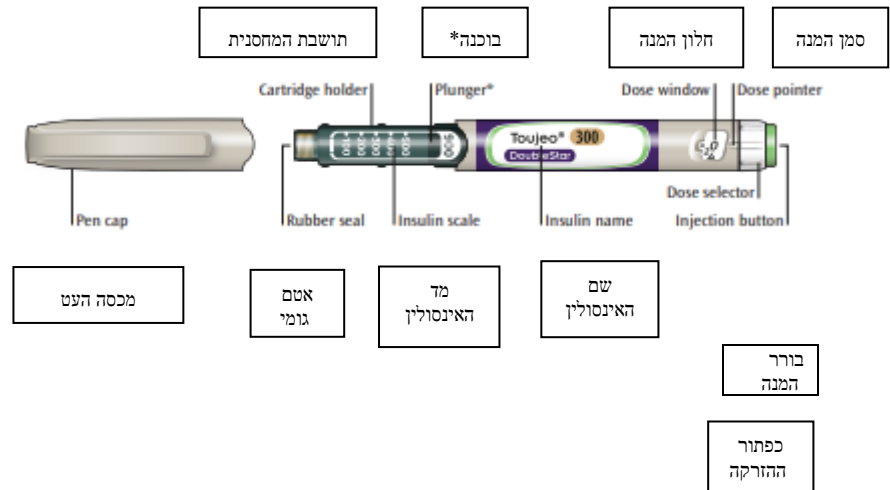 תושבת המחסנית
בוכנה*
חלון המנה
סמן המנה
Cartridge holder
Plunger*
Dose window
Dose pointer
Toujeo® 300
DoubleStar
Dose selector
Pen cap
Rubber seal
Insulin scale
Insulin name
Injection button
מכסה העט
אטם
גומי
מד
האינסולין
שם
האינסולין
בורר
המנה
כפתור
ההזרקה